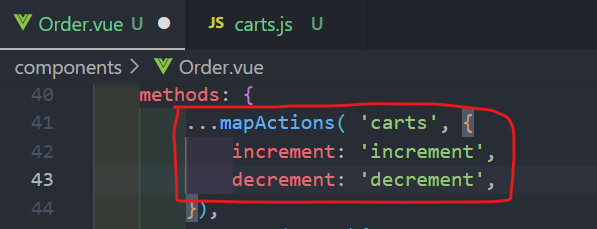 Order.vue U
JS carts.js U
components > Order.vue
40 methods: {
41 ...mapActions( 'carts', {
42 increment: 'increment',
43 decrement: 'decrement',
44 }),